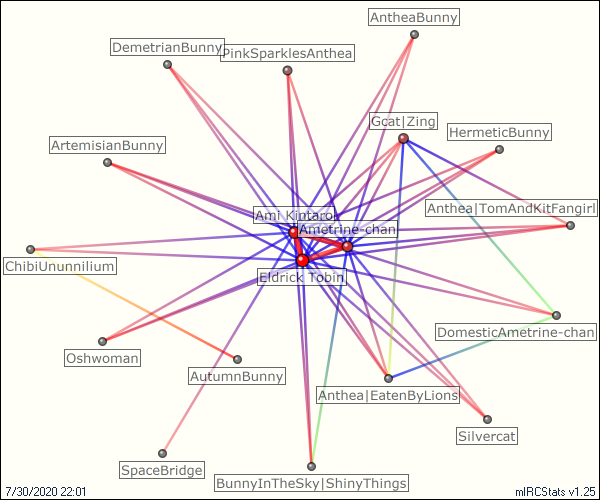 AntheaBunny
DemetrianBunny
PinkSparklesAnthea
Gcat|Zing
HermeticBunny
ArtemisianBunny
Anthea|TomAndKitFangirl
Ami Kintaro
Ametrine-chan
ChibiUnunnilium
Eldrick Tobin
DomesticAmetrine-chan
Oshwoman
AutumnBunny
Anthea|EatenByLions
Silvercat
SpaceBridge
BunnyInTheSky|ShinyThings
7/30/2020 22:01
mIRCStats v1.25